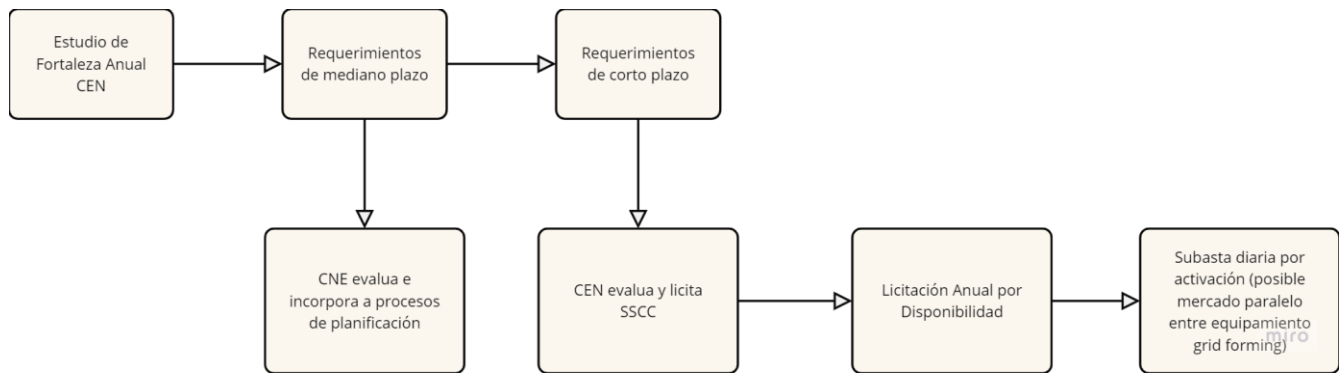 Estudio de
Fortaleza Anual
CEN
Requerimientos
de mediano plazo
Requerimientos
de corto plazo
CNE evalua e
incorpora a procesos
de planificación
CEN evalua y licita
SSCC
Licitación Anual por
Disponibilidad
Subasta diaria por
activación (posible
mercado paralelo
entre equipamiento
grid forming)
miro